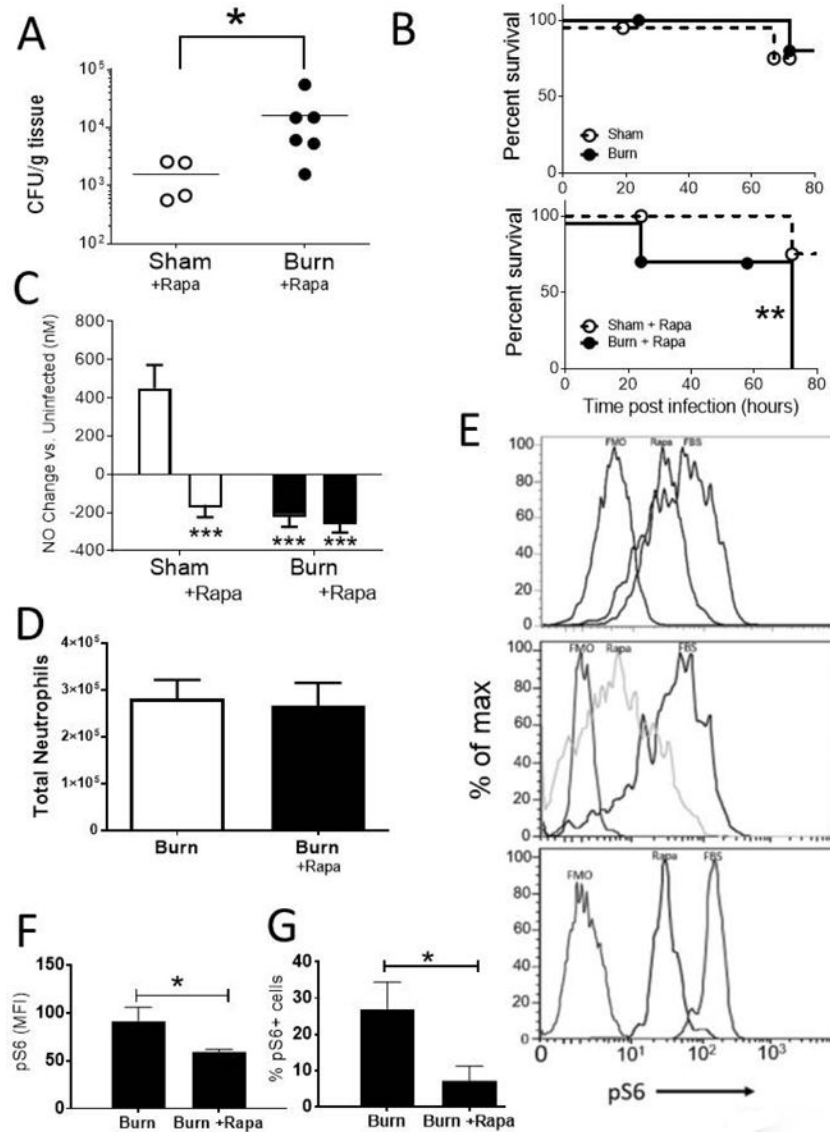 A
*
CFU/g tissue
10⁵
10⁴
10³
10²
Sham
+Rapa
Burn
+Rapa
B
Percent survival
100
50
0
0 20 40 60 80
Sham
Burn
Percent survival
100
50
0
**
Sham + Rapa
Burn + Rapa
0 20 40 60 80
Time post infection (hours)
C
NO Change vs. Uninfected (nM)
800
600
400
200
0
-200
-400
*** *** ***
Sham
+Rapa
Burn
+Rapa
D
Total Neutrophils
4×10⁵
3×10⁵
2×10⁵
1×10⁵
0
Burn
Burn
+Rapa
E
% of max
FMO Rapa FBS
100
80
60
40
20
0
FMO Rapa FBS
100
80
60
40
20
0
FMO Rapa FBS
100
80
60
40
20
0
0 10¹ 10² 10³
pS6
F
pS6 (MFI)
150
100
50
0
*
Burn Burn +Rapa
G
% pS6+ cells
40
30
20
10
0
*
Burn Burn +Rapa